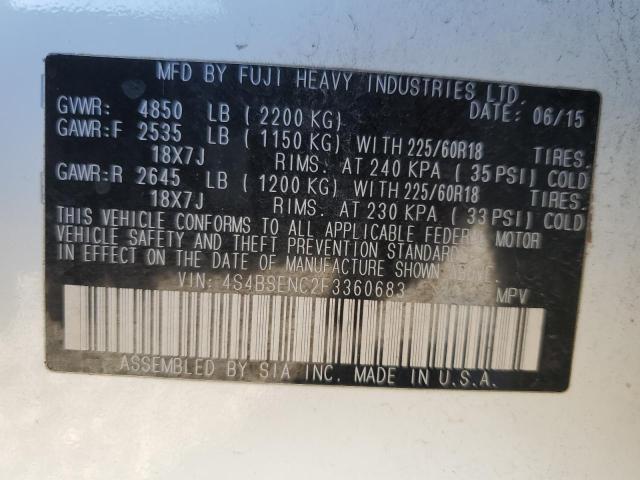 MFD BY FUJI HEAVY INDUSTRIES LTD.
GVWR: 4850 LB (2200 KG) DATE: 06/15
GAWR:F 2535 LB (1150 KG) WITH 225/60R18 TIRES.
18X7J RIMS. AT 240 KPA (35 PSI) COLD
GAWR:R 2645 LB (1200 KG) WITH 225/60R18 TIRES.
18X7J RIMS. AT 230 KPA (33 PSI) COLD
THIS VEHICLE CONFORMS TO ALL APPLICABLE FEDERAL MOTOR
VEHICLE SAFETY AND THEFT PREVENTION STANDARDS
IN EFFECT ON THE DATE OF MANUFACTURE SHOWN ABOVE.
VIN: 4S4BSENC2F3360683 MPV
ASSEMBLED BY SIA INC. MADE IN U.S.A.